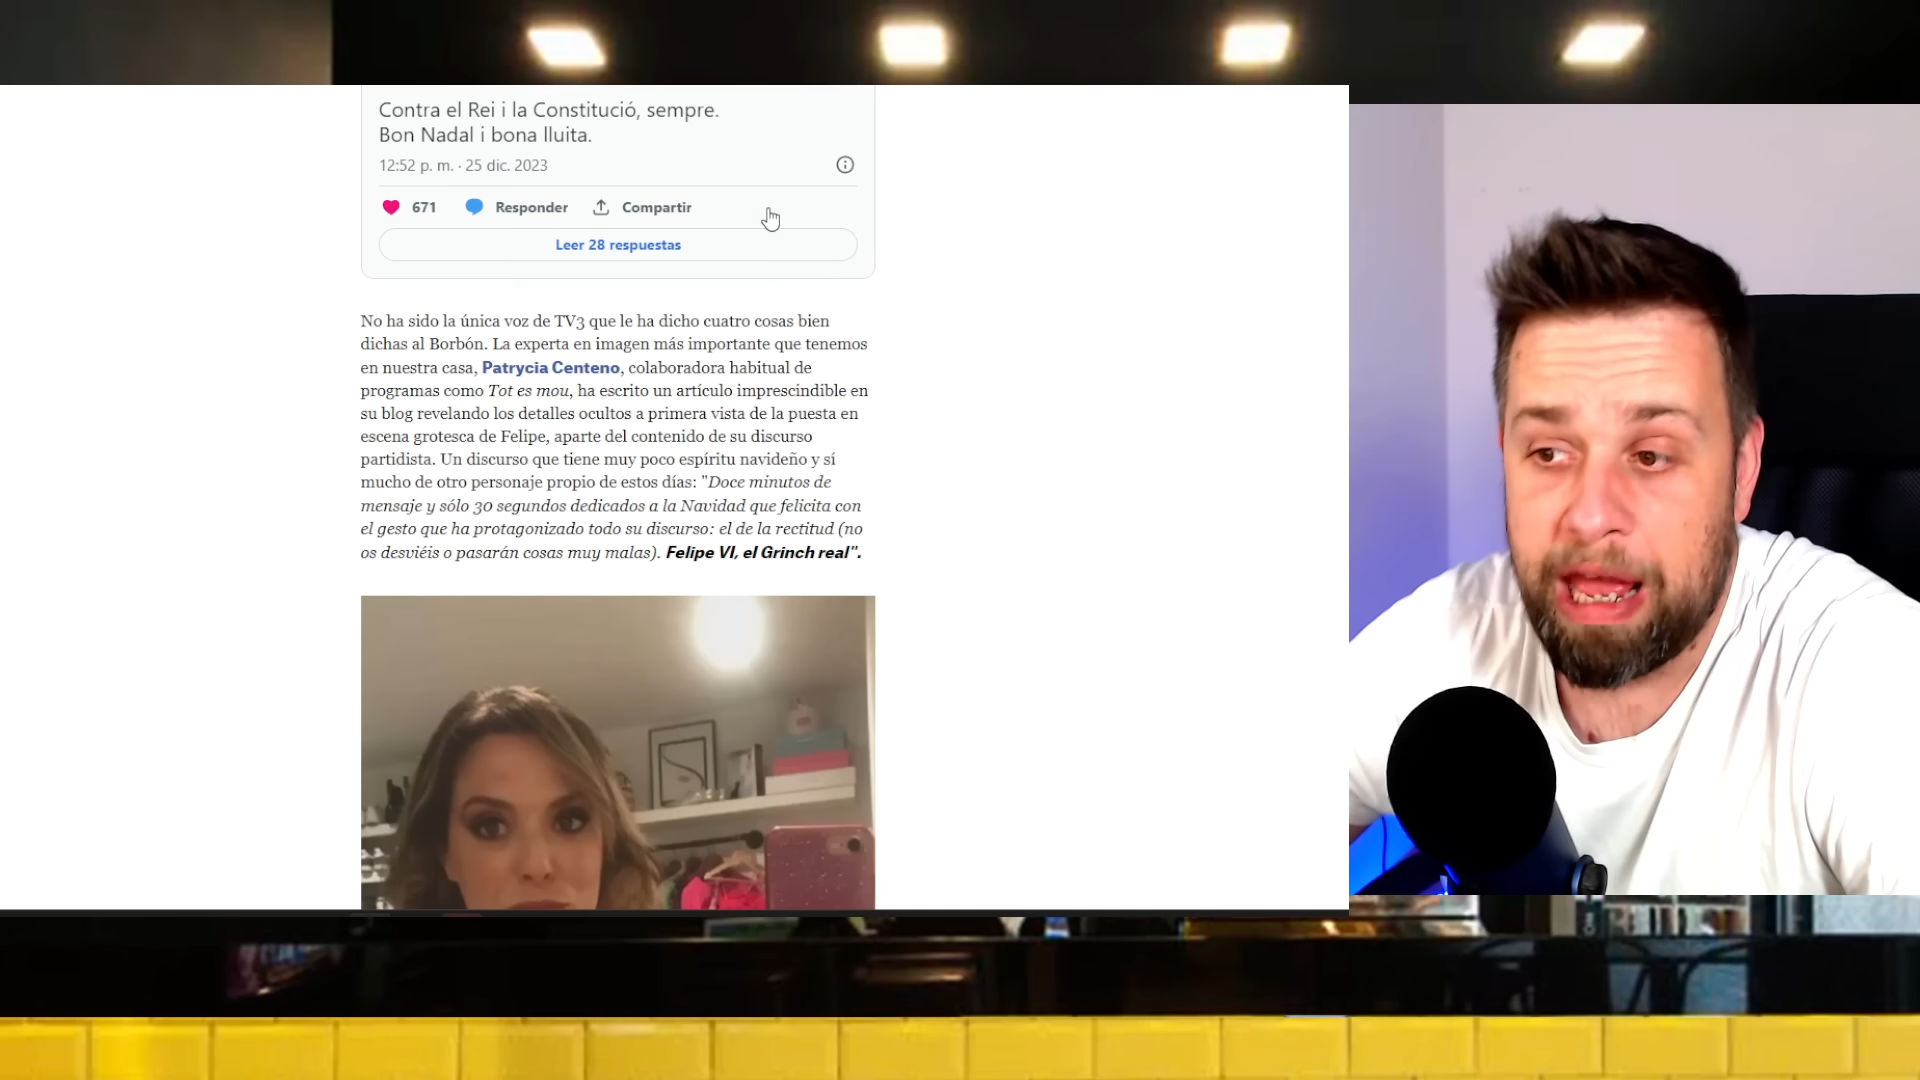 Contra el Rei i la Constitució, sempre.
Bon Nadal i bona lluita.
12:52 p. m. · 25 dic. 2023
671 Responder Compartir
Leer 28 respuestas
No ha sido la única voz de TV3 que le ha dicho cuatro cosas bien
dichas al Borbón. La experta en imagen más importante que tenemos
en nuestra casa, Patrycia Centeno, colaboradora habitual de
programas como Tot es mou, ha escrito un artículo imprescindible en
su blog revelando los detalles ocultos a primera vista de la puesta en
escena grotesca de Felipe, aparte del contenido de su discurso
partidista. Un discurso que tiene muy poco espíritu navideño y sí
mucho de otro personaje propio de estos días: "Doce minutos de
mensaje y sólo 30 segundos dedicados a la Navidad que felicita con
el gesto que ha protagonizado todo su discurso: el de la rectitud (no
os desviéis o pasarán cosas muy malas). Felipe VI, el Grinch real".